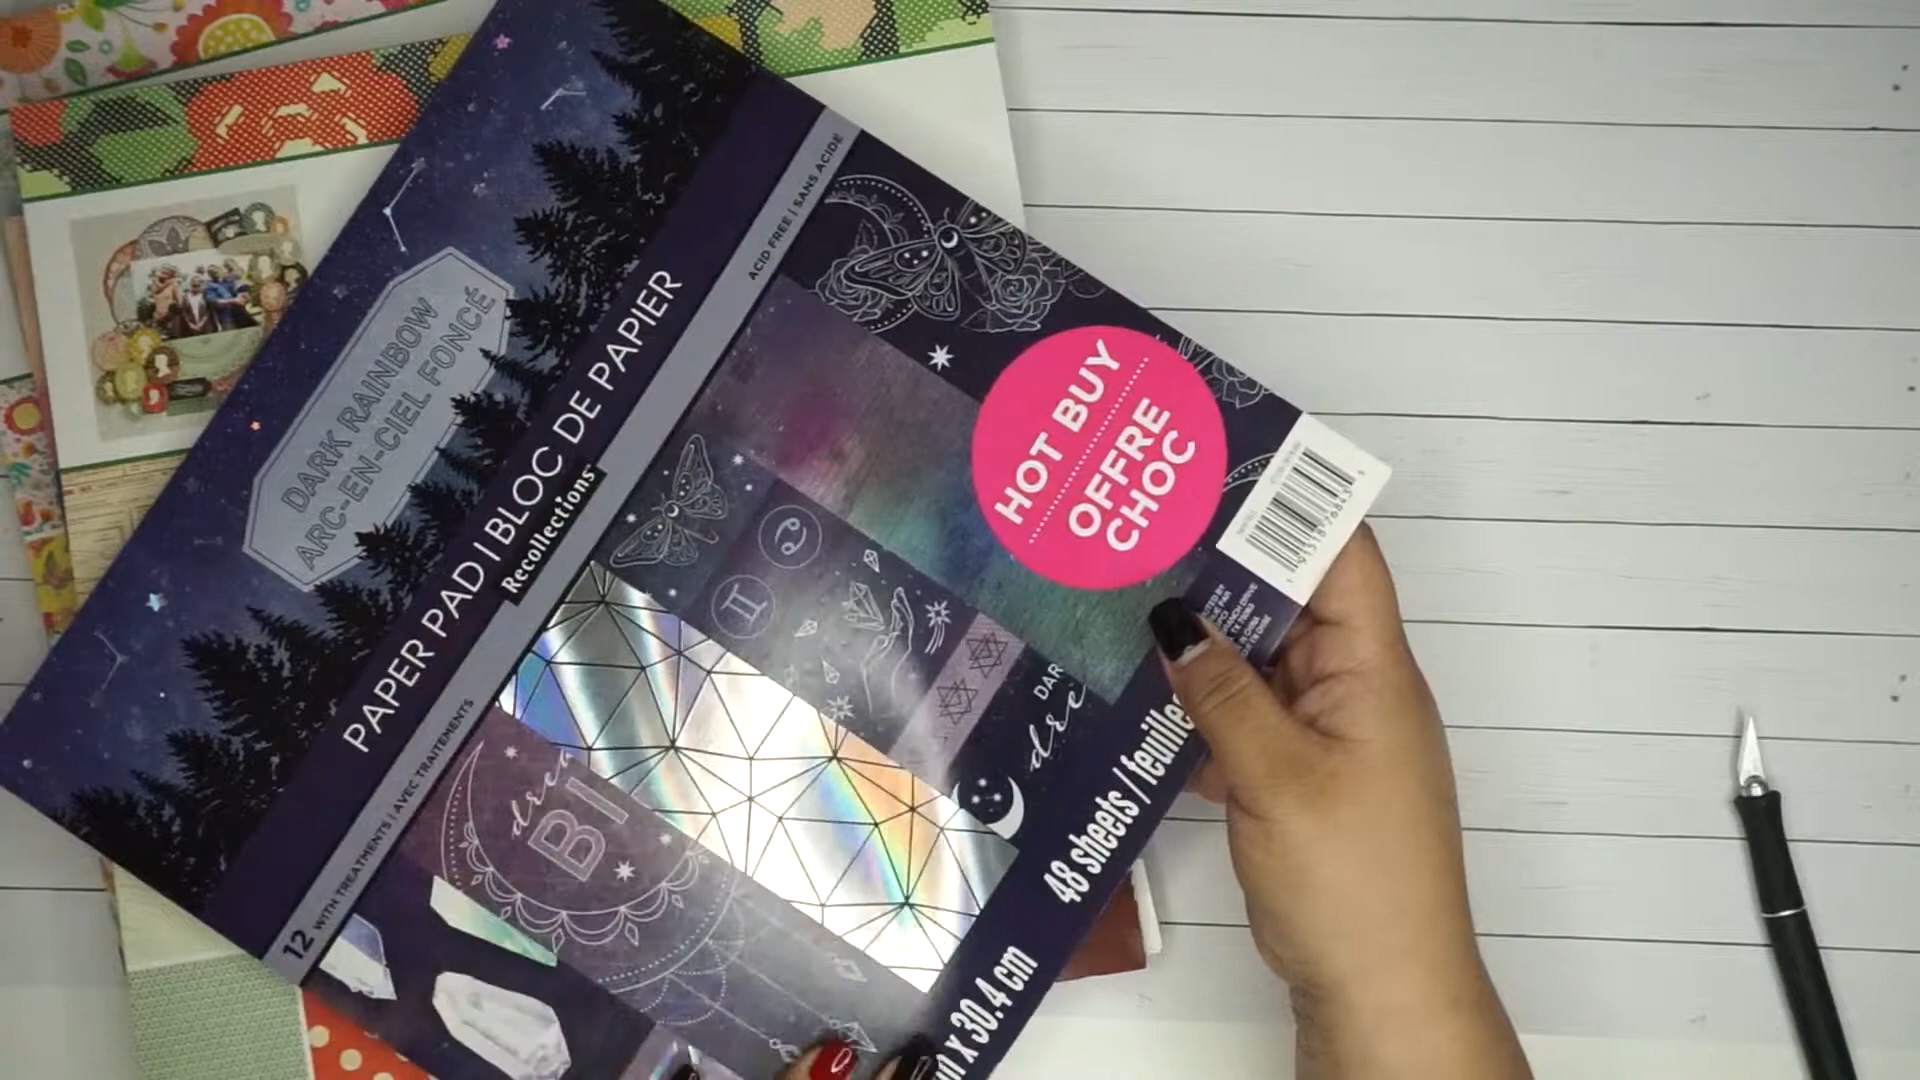 DARK RAINBOW
ARC-EN-CIEL FONCÉ
PAPER PAD | BLOC DE PAPIER
Recollections
12 WITH TREATMENTS | AVEC TRAITEMENTS
ACID FREE | SANS ACIDE
HOT BUY
OFFRE
CHOC
BI
48 sheets / feuilles
x 30.4 cm